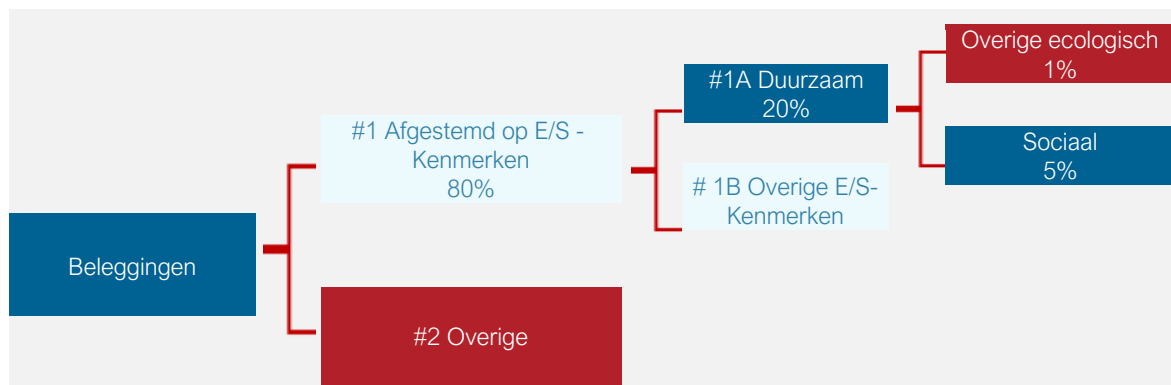 Beleggingen
#1 Afgestemd op E/S -
Kenmerken
80%
#2 Overige
#1A Duurzaam
20%
# 1B Overige E/S-
Kenmerken
Overige ecologisch
1%
Sociaal
5%